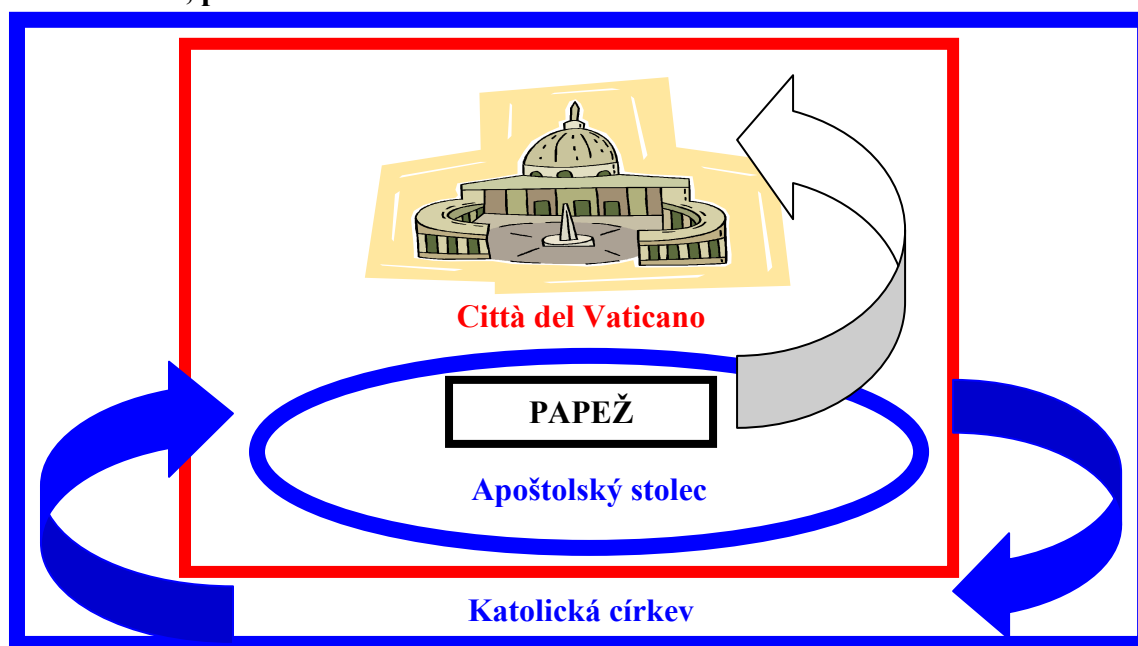 Città del Vaticano
PAPEŽ
Apoštolský stolec
Katolická církev